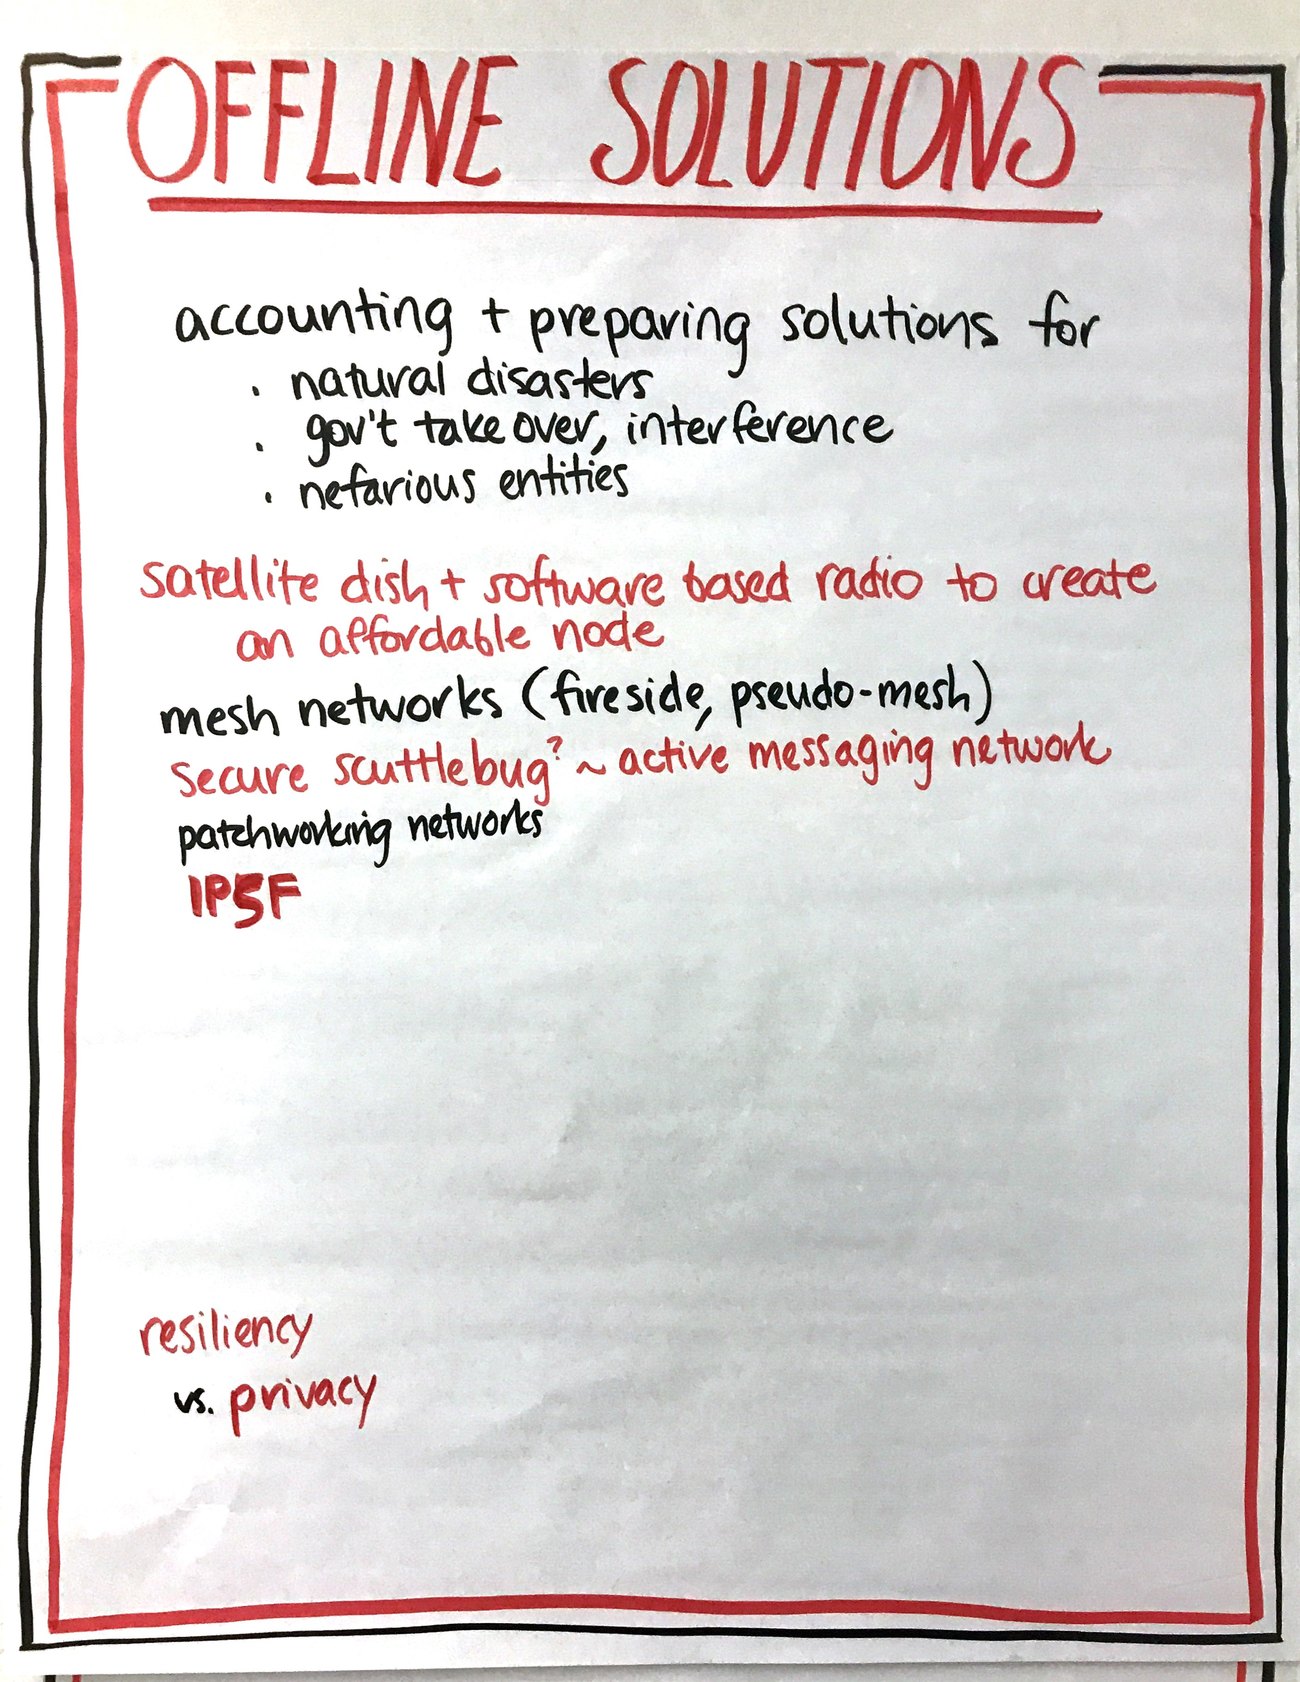 OFFLINE SOLUTIONS
accounting + preparing solutions for
· natural disasters
· gov't take over, interference
· nefarious entities
satellite dish + software based radio to create
an affordable node
mesh networks (fireside, pseudo-mesh)
secure scuttlebug? ~ active messaging network
patchworking networks
IP5F
resiliency
vs. privacy